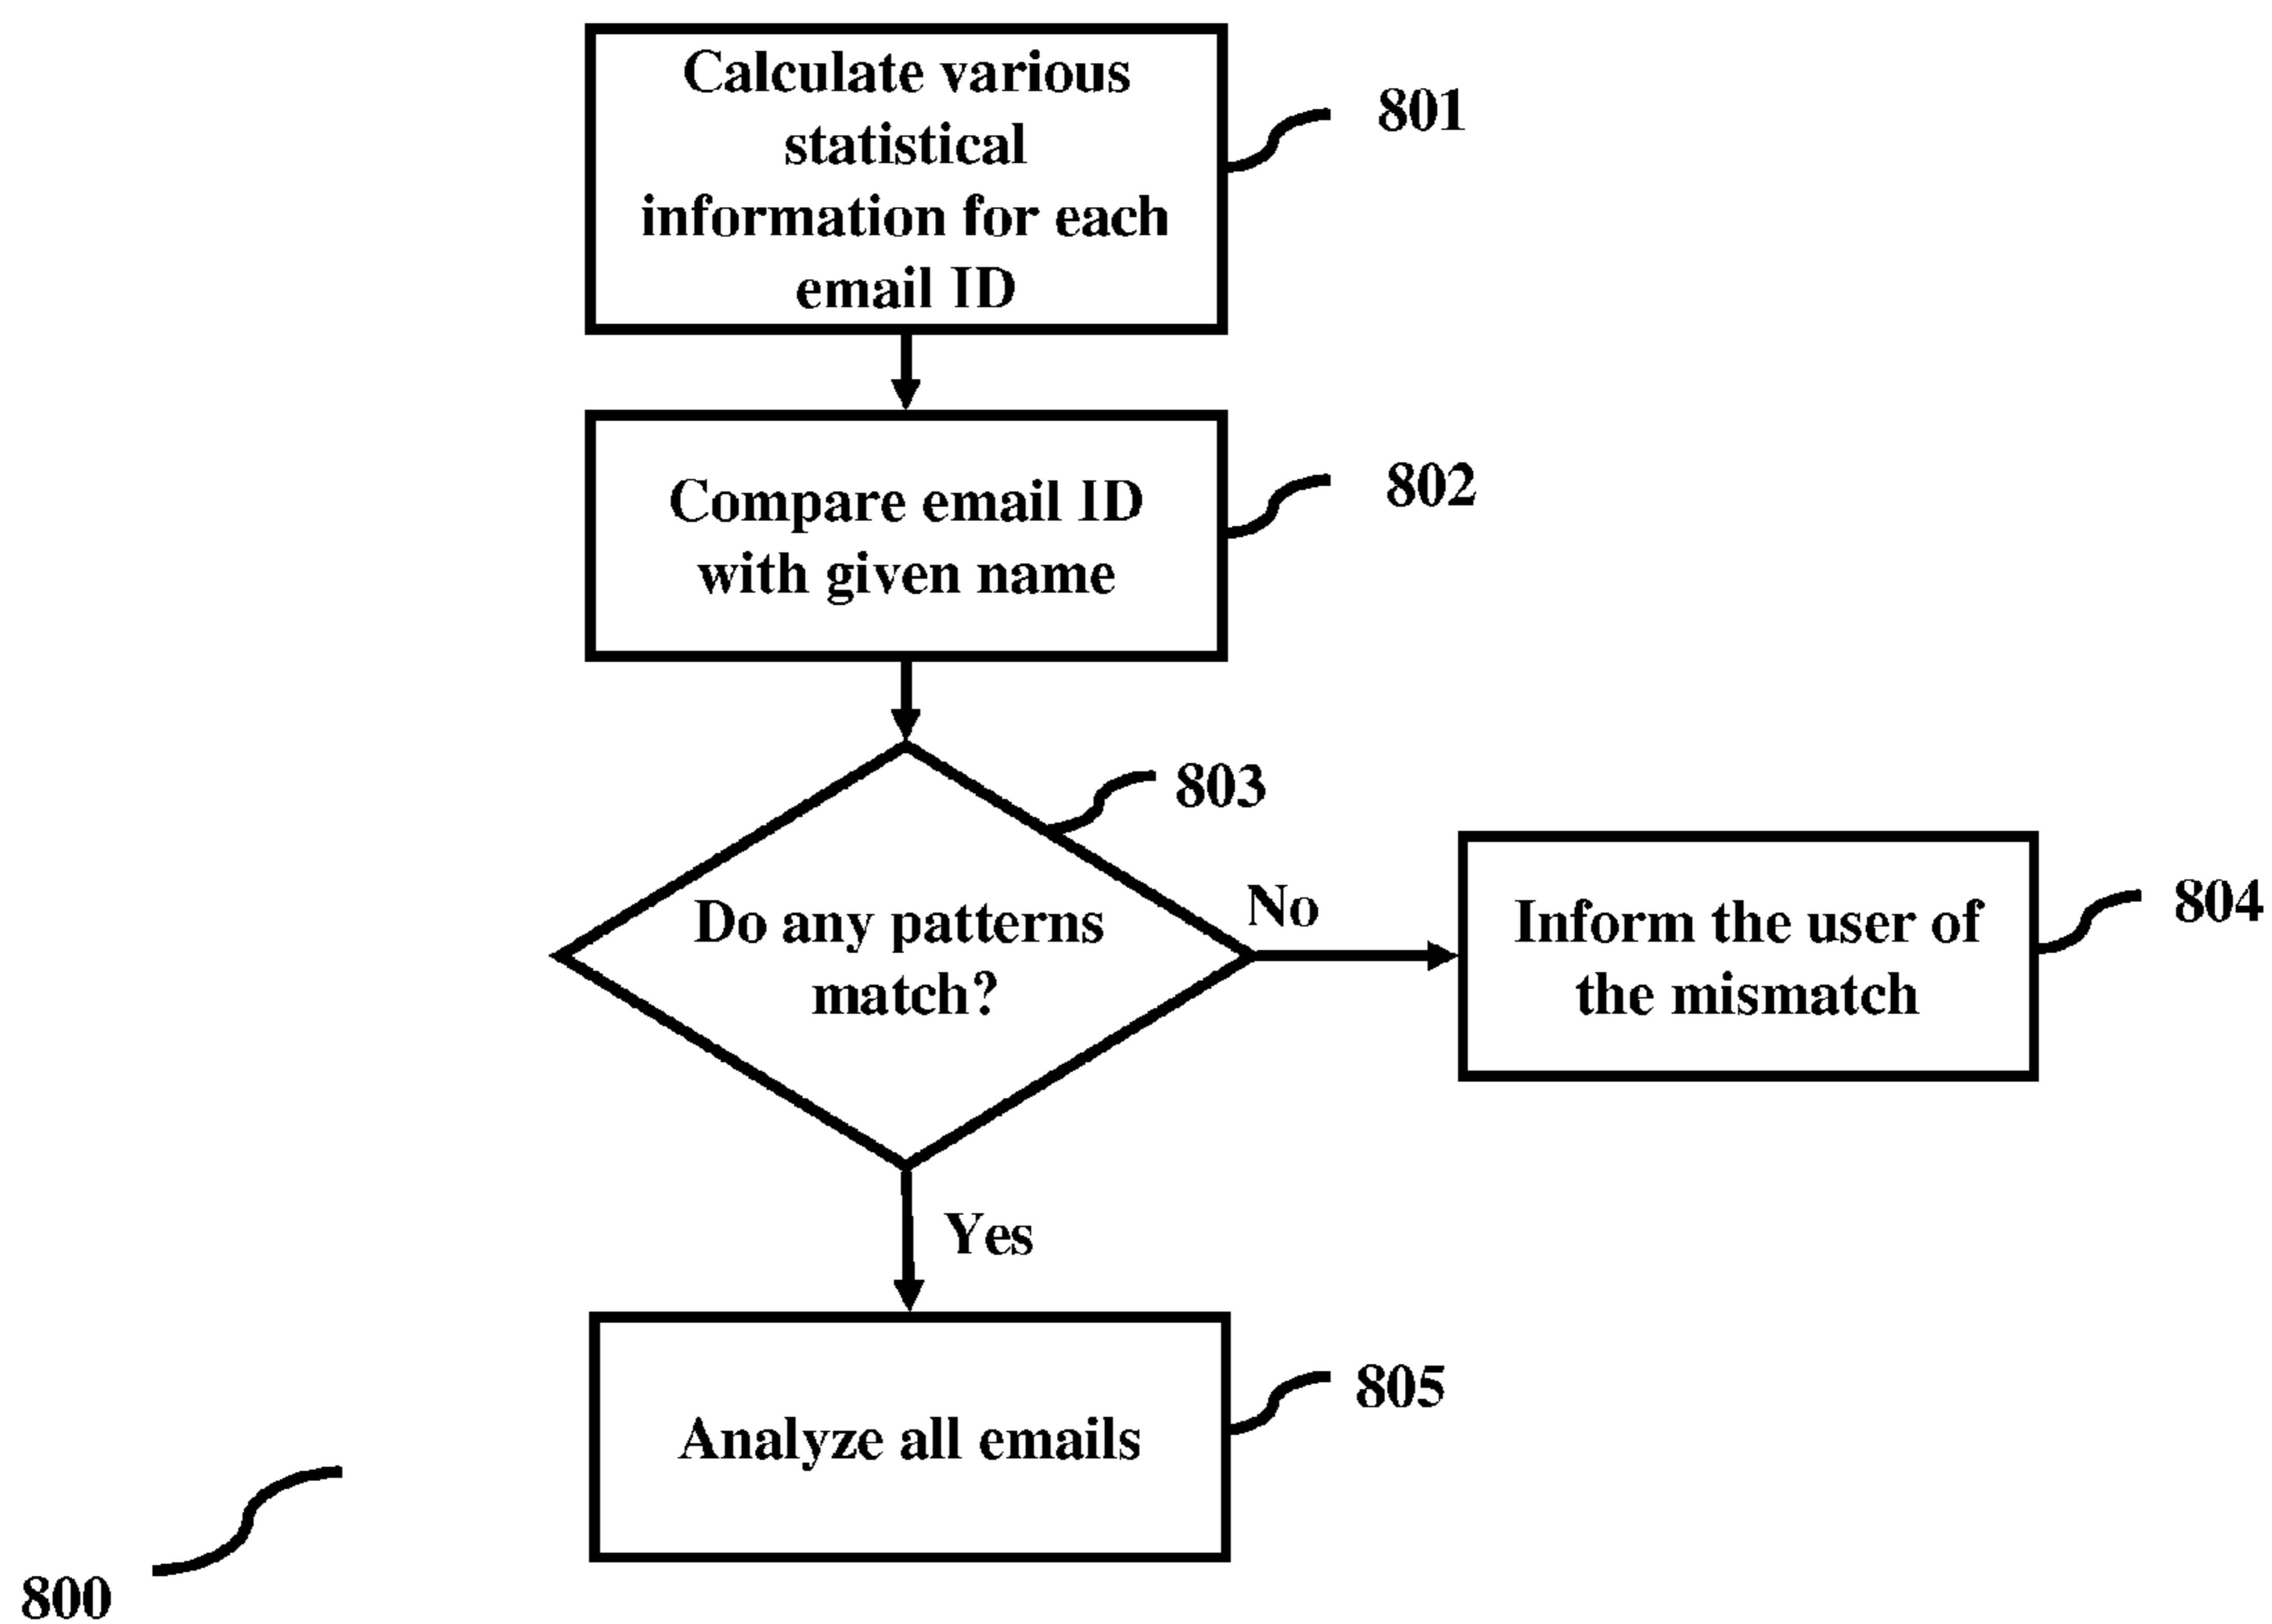 Calculate various
statistical
information for each
email ID
801
Compare email ID
with given name
802
803
Do any patterns
match?
No
Inform the user of
the mismatch
804
Yes
Analyze all emails
805
800